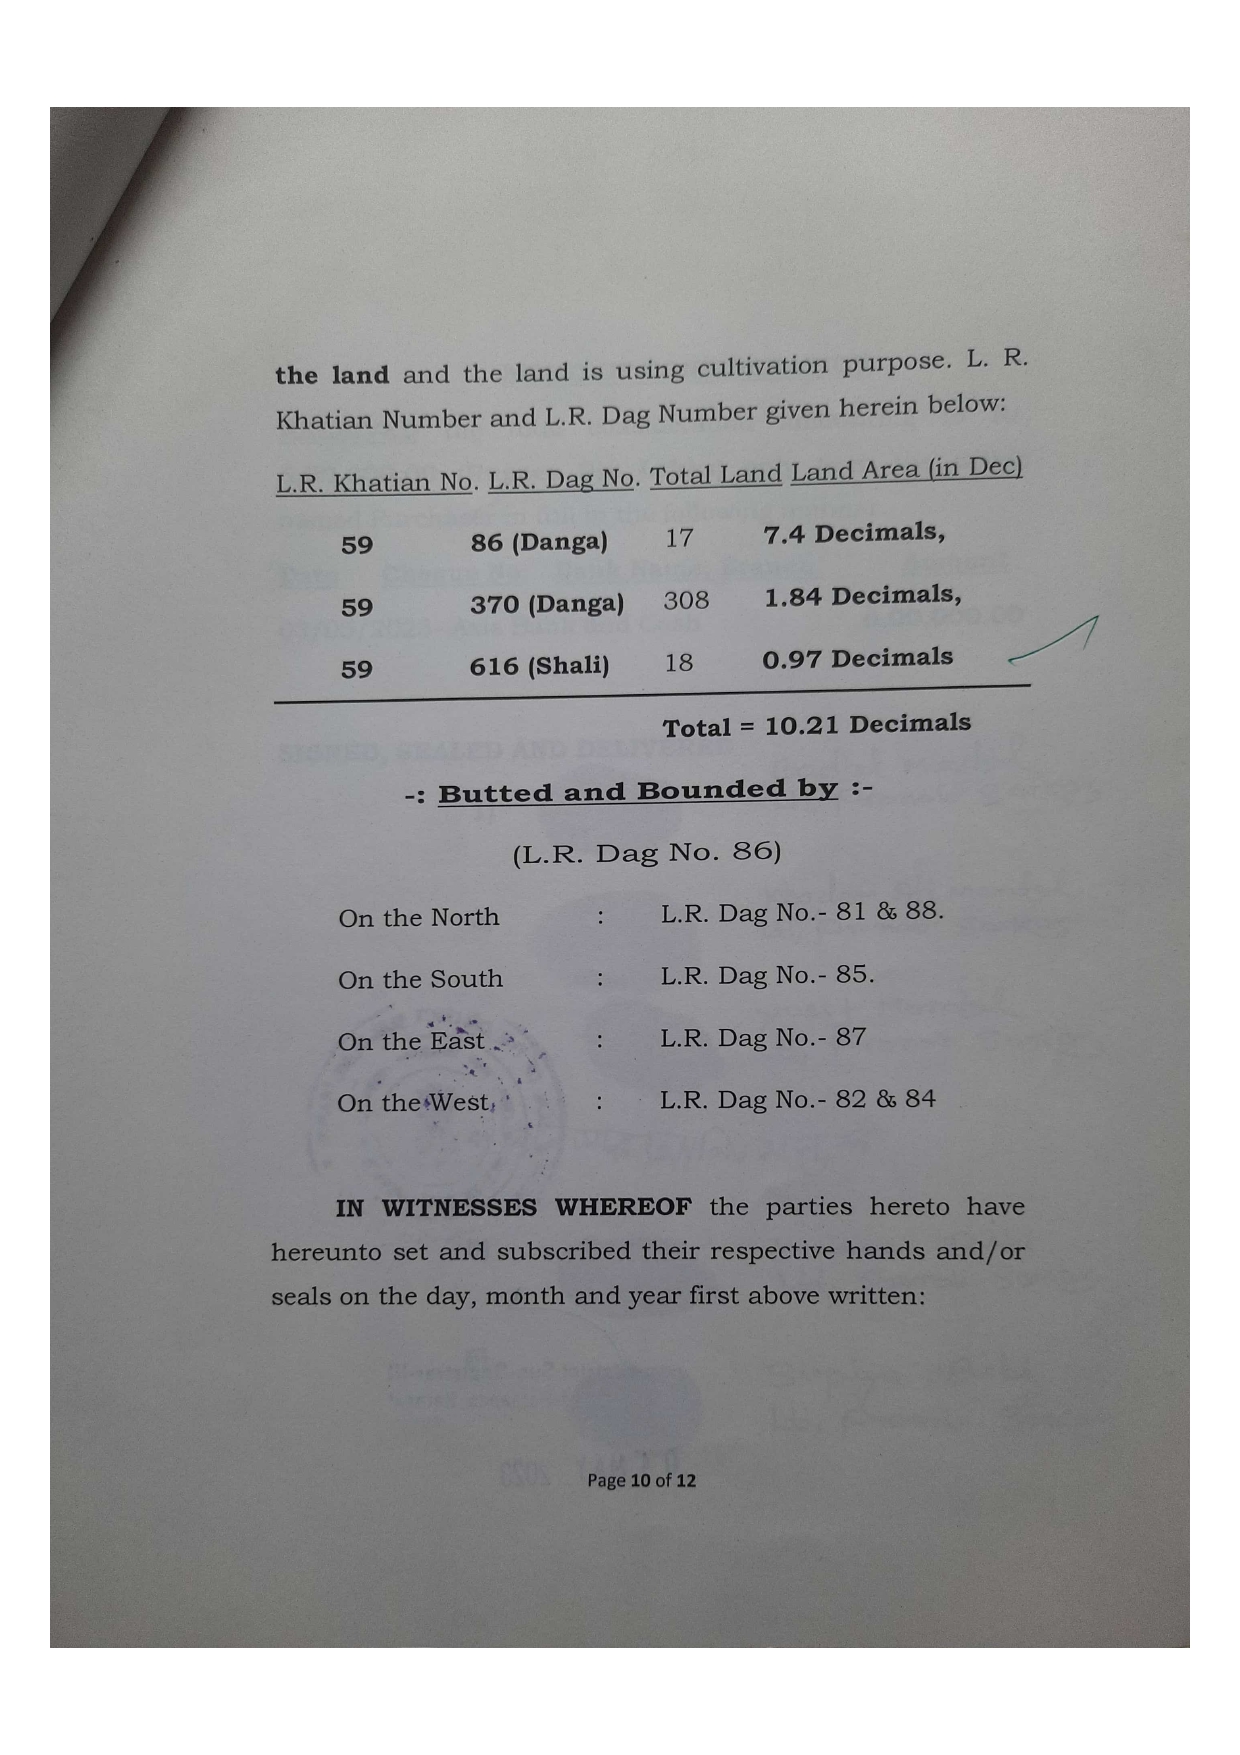 the land and the land is using cultivation purpose. L. R.
Khatian Number and L.R. Dag Number given herein below:
L.R. Khatian No. L.R. Dag No. Total Land Land Area (in Dec)
59 86 (Danga) 17 7.4 Decimals,
59 370 (Danga) 308 1.84 Decimals,
59 616 (Shali) 18 0.97 Decimals
Total = 10.21 Decimals
-: Butted and Bounded by :-
(L.R. Dag No. 86)
On the North : L.R. Dag No.- 81 & 88.
On the South : L.R. Dag No.- 85.
On the East : L.R. Dag No.- 87
On the West, : L.R. Dag No.- 82 & 84
IN WITNESSES WHEREOF the parties hereto have
hereunto set and subscribed their respective hands and/or
seals on the day, month and year first above written:
Page 10 of 12